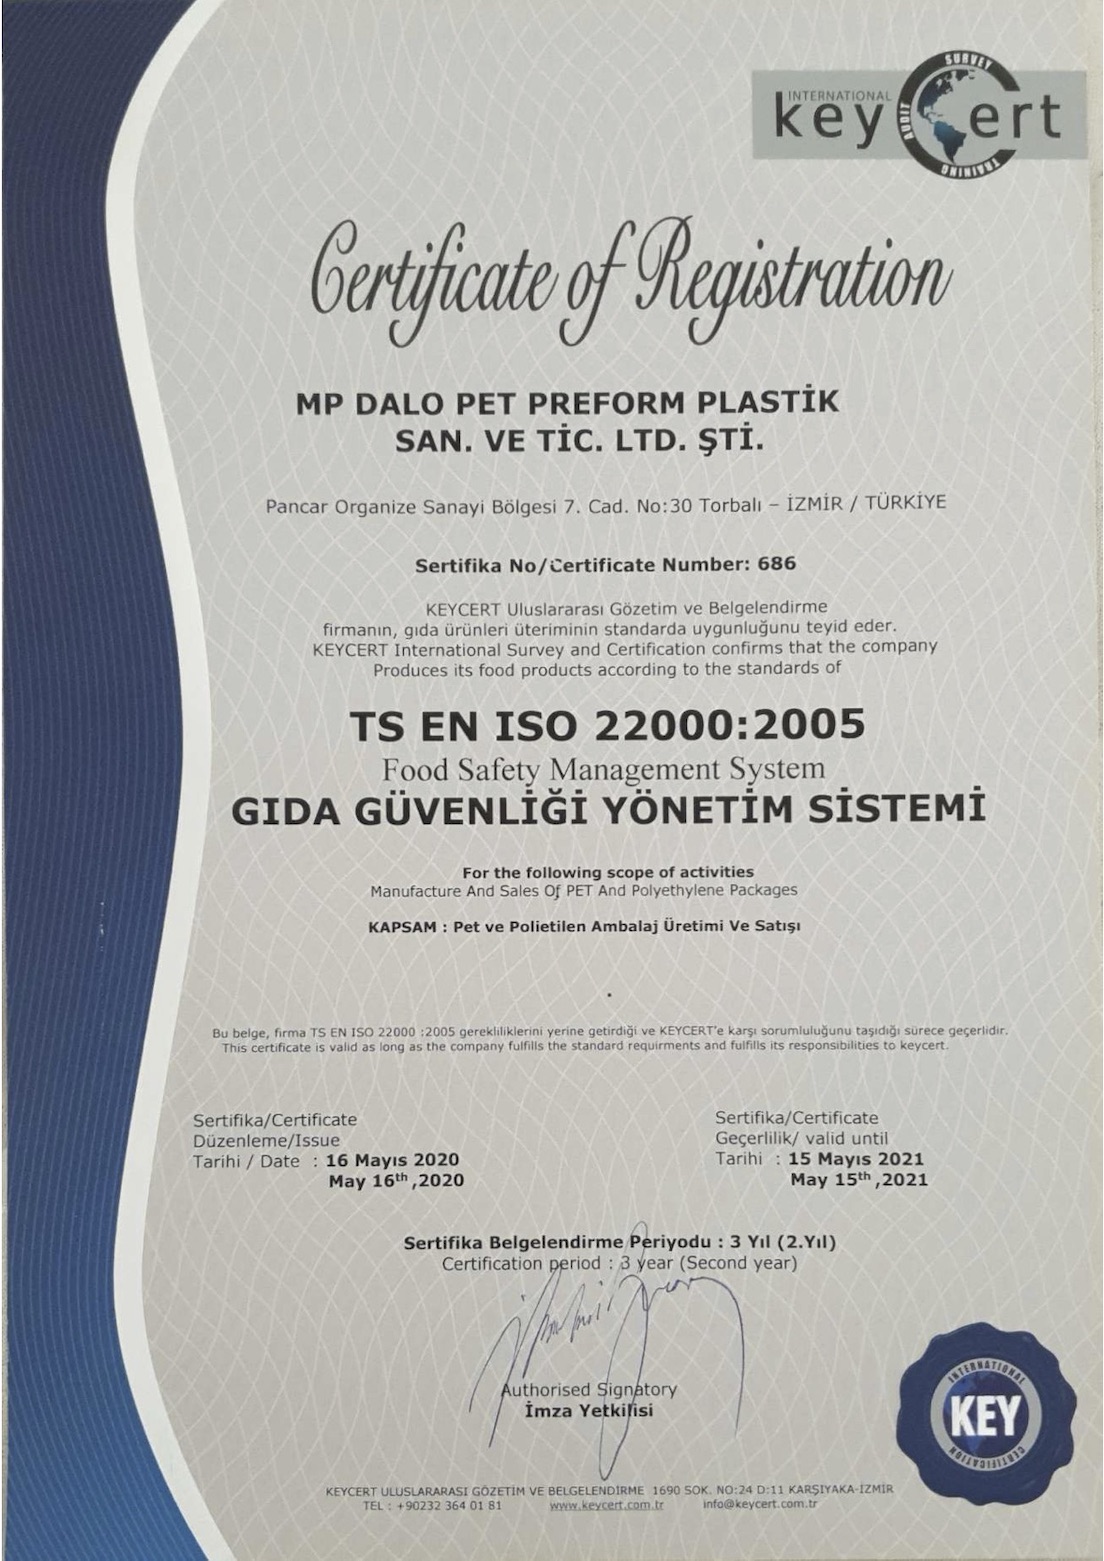 INTERNATIONAL
keyCert
SURVEY
AUDIT
TRAINING
Certificate of Registration
MP DALO PET PREFORM PLASTİK
SAN. VE TİC. LTD. ŞTİ.
Pancar Organize Sanayi Bölgesi 7. Cad. No:30 Torbalı – İZMİR / TÜRKİYE
Sertifika No/Certificate Number: 686
KEYCERT Uluslararası Gözetim ve Belgelendirme
firmanın, gıda ürünleri üteriminin standarda uygunluğunu teyid eder.
KEYCERT International Survey and Certification confirms that the company
Produces its food products according to the standards of
TS EN ISO 22000:2005
Food Safety Management System
GIDA GÜVENLİĞİ YÖNETİM SİSTEMİ
For the following scope of activities
Manufacture And Sales Of PET And Polyethylene Packages
KAPSAM : Pet ve Polietilen Ambalaj Üretimi Ve Satışı
Bu belge, firma TS EN ISO 22000 :2005 gerekliliklerini yerine getirdiği ve KEYCERT'e karşı sorumluluğunu taşıdığı sürece geçerlidir.
This certificate is valid as long as the company fulfills the standard requirments and fulfills its responsibilities to keycert.
Sertifika/Certificate
Düzenleme/Issue
Tarihi / Date : 16 Mayıs 2020
May 16th ,2020
Sertifika/Certificate
Geçerlilik/ valid until
Tarihi : 15 Mayıs 2021
May 15th ,2021
Sertifika Belgelendirme Periyodu : 3 Yıl (2.Yıl)
Certification period : 3 year (Second year)
Authorised Signatory
İmza Yetkilisi
INTERNATIONAL
KEY
CERTIFICATION
KEYCERT ULUSLARARASI GÖZETİM VE BELGELENDİRME 1690 SOK. NO:24 D:11 KARŞIYAKA-İZMİR
TEL : +90232 364 01 81 www.keycert.com.tr info@keycert.com.tr